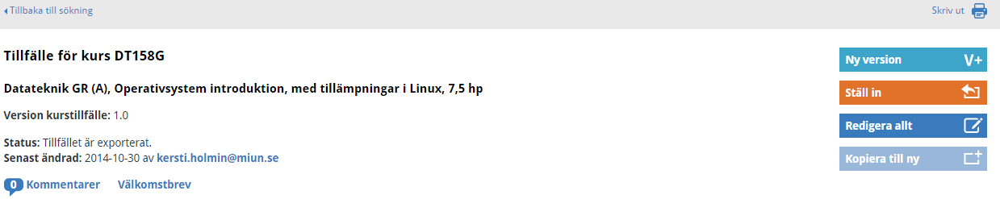 Tillbaka till sökning
Skriv ut
Tillfälle för kurs DT158G
Ny version V+
Datateknik GR (A), Operativsystem introduktion, med tillämpningar i Linux, 7,5 hp
Ställ in
Version kurstillfälle: 1.0
Redigera allt
Status: Tillfället är exporterat.
Senast ändrad: 2014-10-30 av kersti.holmin@miun.se
Kopiera till ny
0 Kommentarer Välkomstbrev